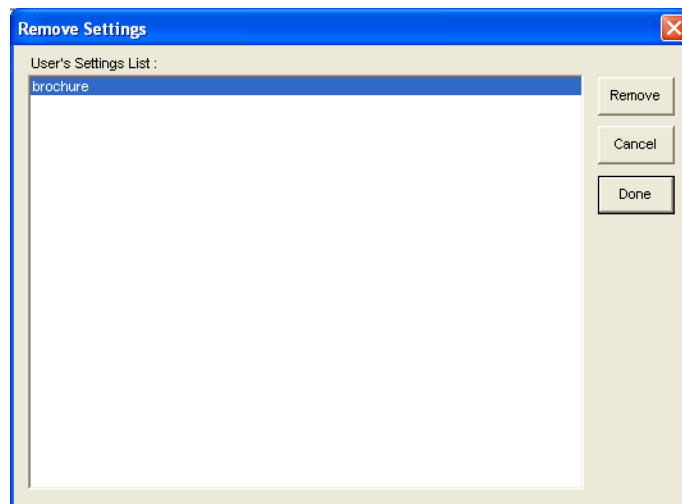 Remove Settings
User's Settings List :
brochure
Remove
Cancel
Done